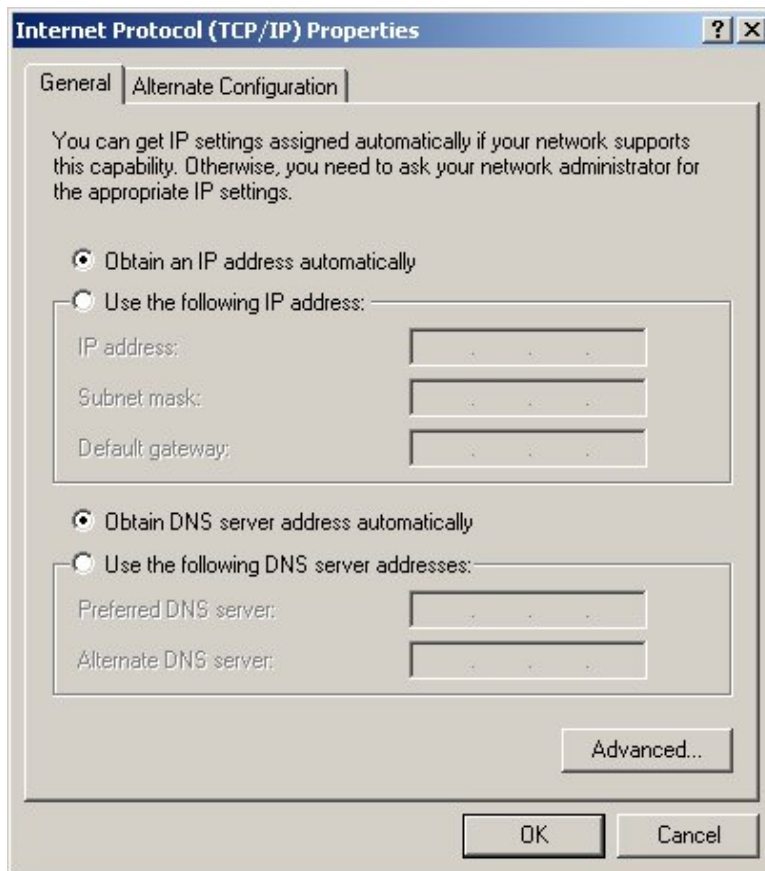 Internet Protocol (TCP/IP) Properties
General
Alternate Configuration
You can get IP settings assigned automatically if your network supports
this capability. Otherwise, you need to ask your network administrator for
the appropriate IP settings.
Obtain an IP address automatically
Use the following IP address:
IP address:
Subnet mask:
Default gateway:
Obtain DNS server address automatically
Use the following DNS server addresses:
Preferred DNS server:
Alternate DNS server:
Advanced...
OK
Cancel